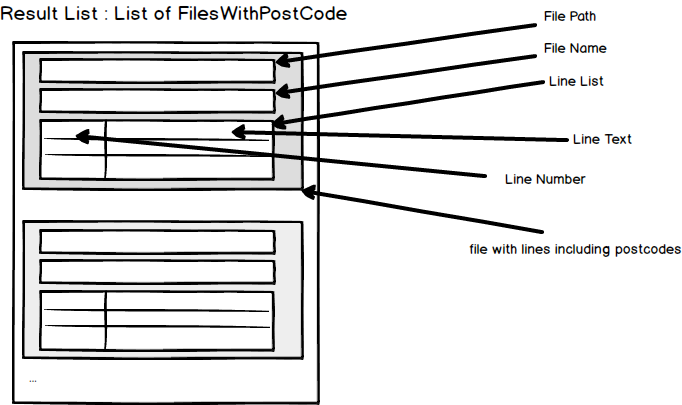 Result List : List of FilesWithPostCode
File Path
File Name
Line List
Line Text
Line Number
file with lines including postcodes
...